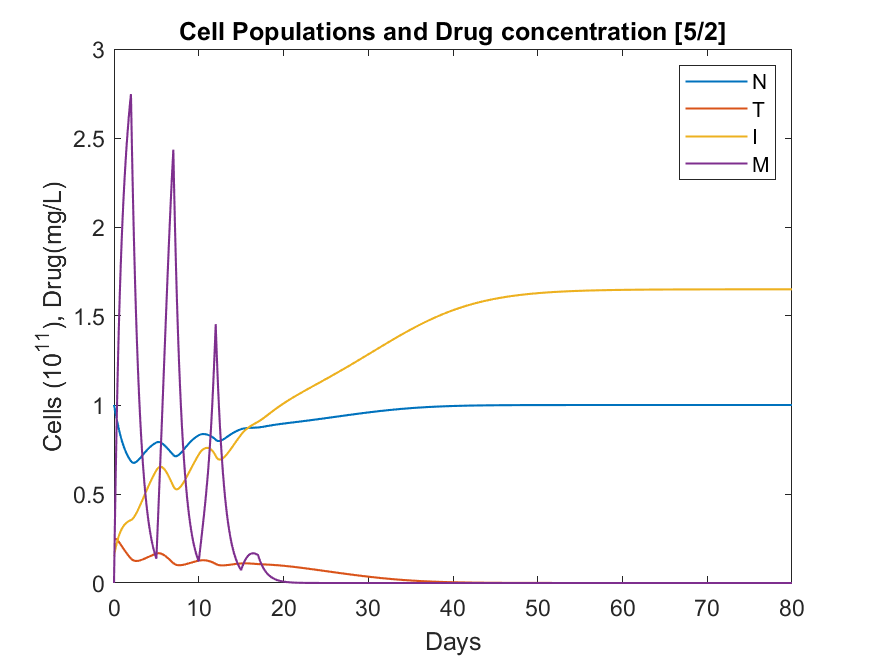 Cell Populations and Drug concentration [5/2]
Cells (10^11), Drug(mg/L)
3
2.5
2
1.5
1
0.5
0
N
T
I
M
0 10 20 30 40 50 60 70 80
Days